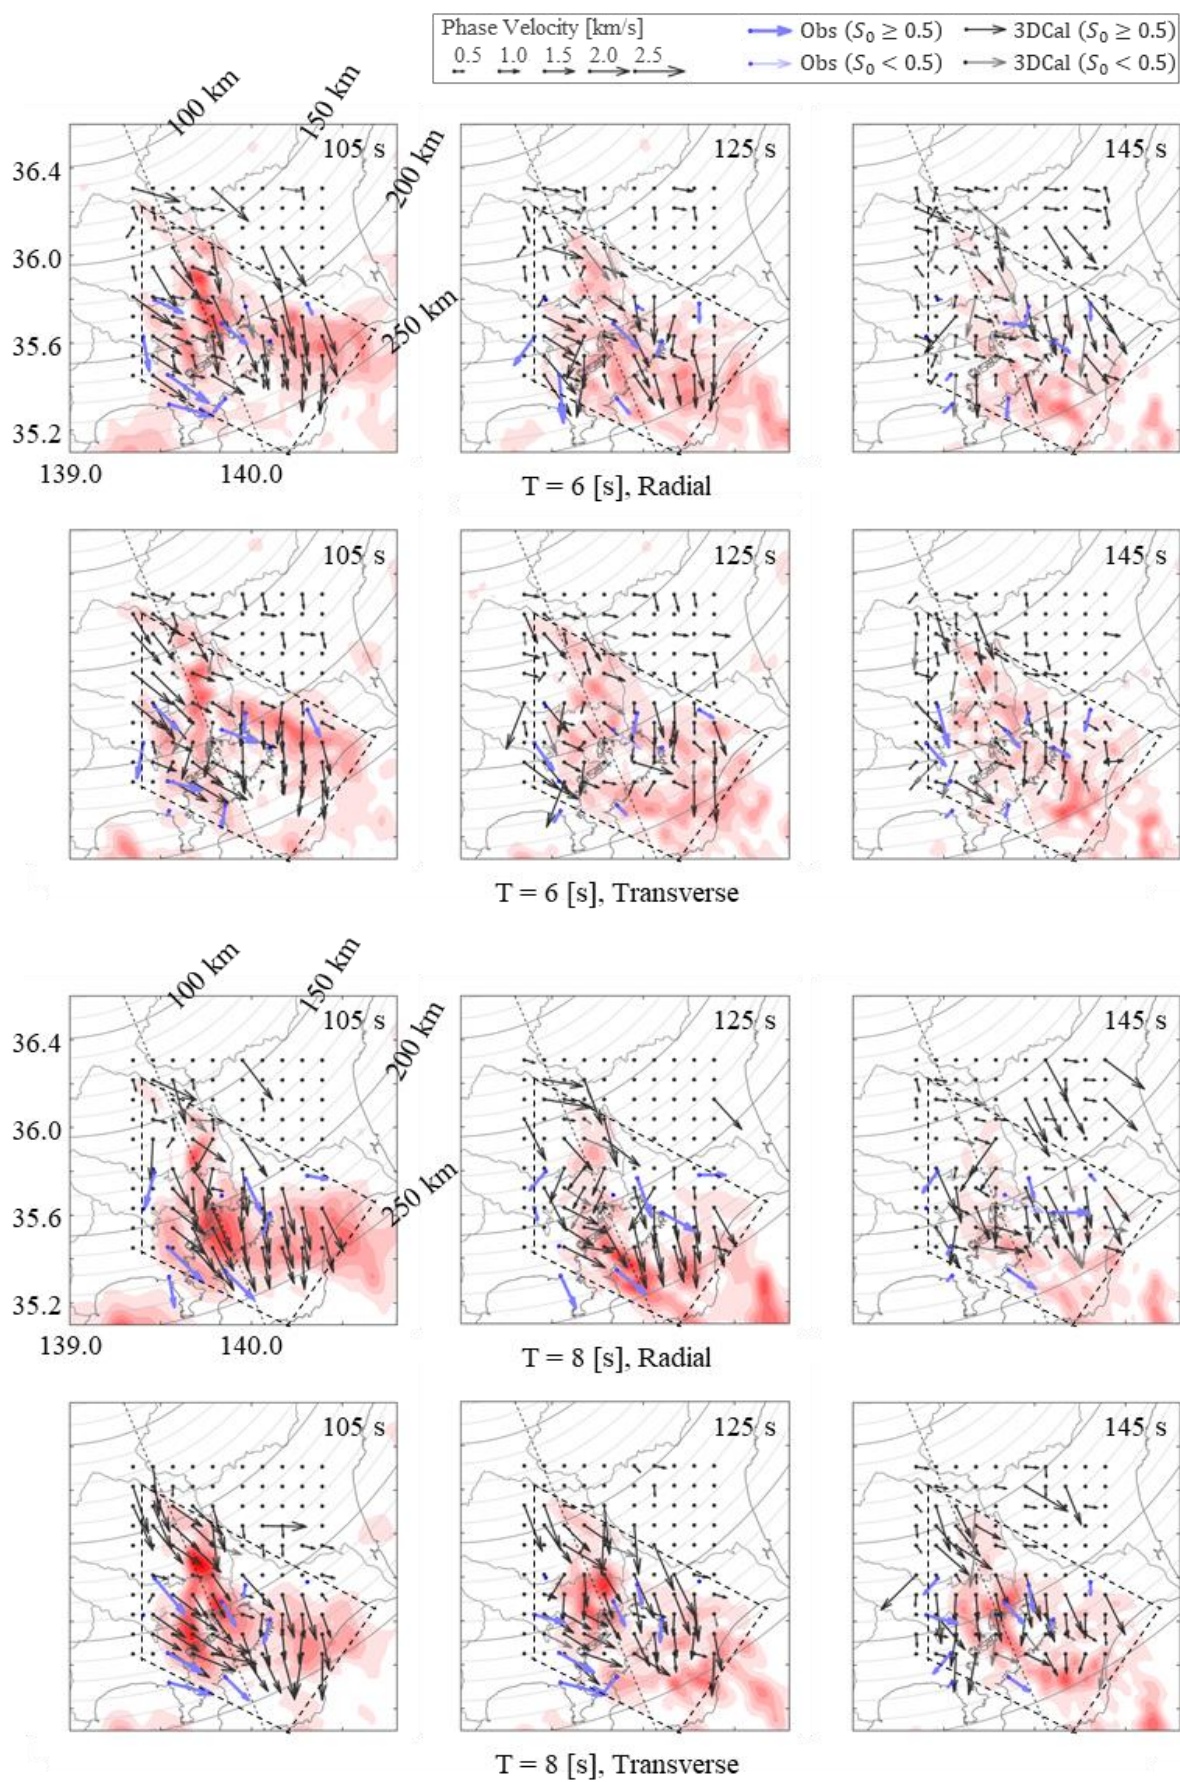 Phase Velocity [km/s]
0.5 1.0 1.5 2.0 2.5
Obs (S₀ ≥ 0.5) 3DCal (S₀ ≥ 0.5)
Obs (S₀ < 0.5) 3DCal (S₀ < 0.5)
100 km 150 km 200 km 250 km
105 s 125 s 145 s
36.4
36.0
35.6
35.2
139.0 140.0
T = 6 [s], Radial
105 s 125 s 145 s
T = 6 [s], Transverse
100 km 150 km 200 km 250 km
105 s 125 s 145 s
36.4
36.0
35.6
35.2
139.0 140.0
T = 8 [s], Radial
105 s 125 s 145 s
T = 8 [s], Transverse